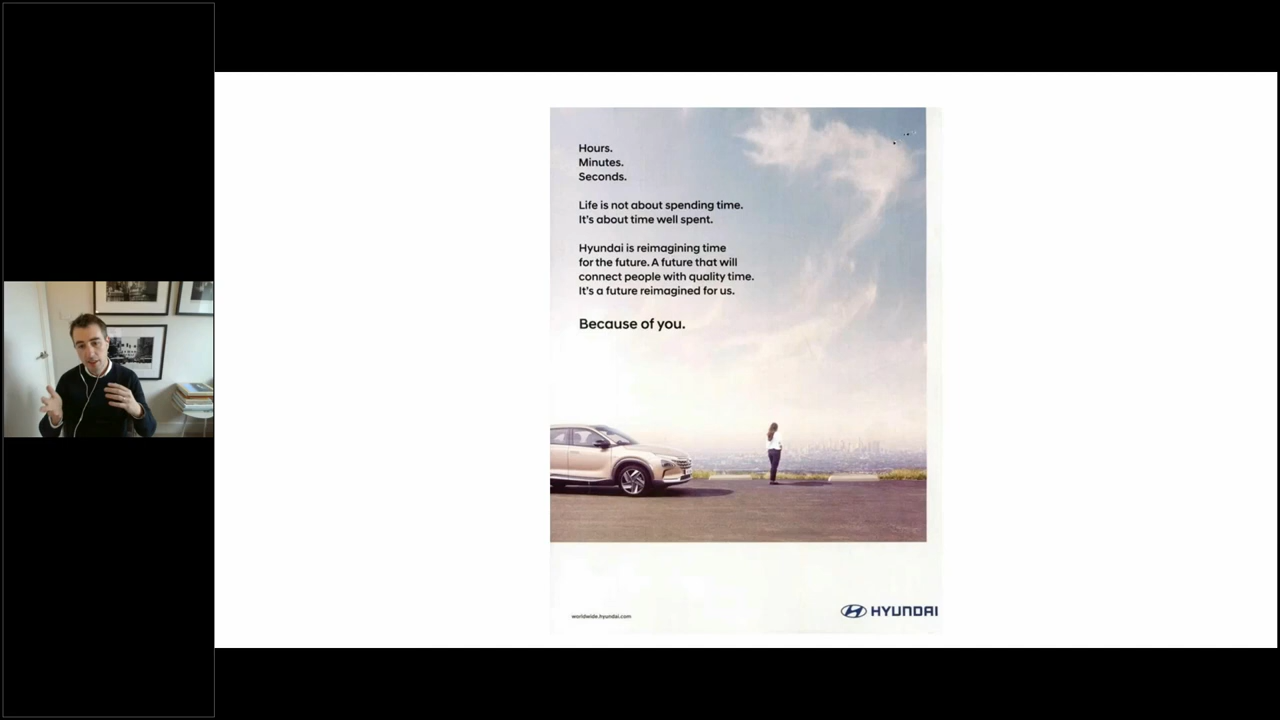 Hours.
Minutes.
Seconds.
Life is not about spending time.
It's about time well spent.
Hyundai is reimagining time
for the future. A future that will
connect people with quality time.
It's a future reimagined for us.
Because of you.
worldwide.hyundai.com
HYUNDAI